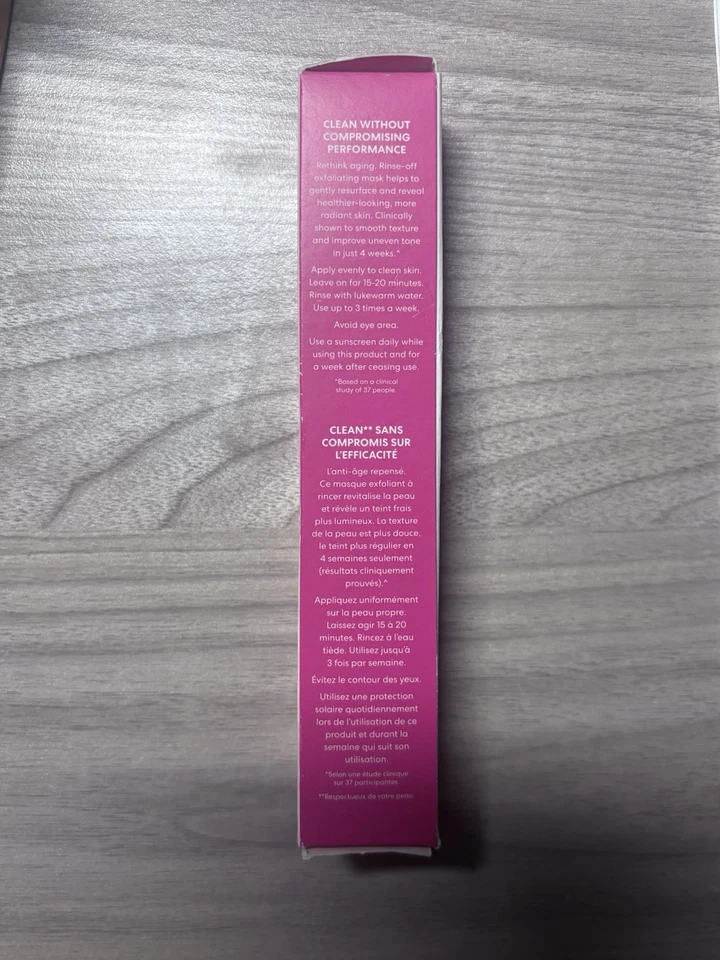 CLEAN WITHOUT
COMPROMISING
PERFORMANCE
Rethink aging. Rinse-off
exfoliating mask helps to
gently resurface and reveal
healthier-looking, more
radiant skin. Clinically
shown to smooth texture
and improve uneven tone
in just 4 weeks.^
Apply evenly to clean skin.
Leave on for 15-20 minutes.
Rinse with lukewarm water.
Use up to 3 times a week.
Avoid eye area.
Use a sunscreen daily while
using this product and for
a week after ceasing use.
^Based on a clinical
study of 37 people.
CLEAN** SANS
COMPROMIS SUR
L'EFFICACITÉ
L'anti-âge repensé.
Ce masque exfoliant à
rincer revitalise la peau
et révèle un teint frais
plus lumineux. La texture
de la peau est plus douce,
le teint plus régulier en
4 semaines seulement
(résultats cliniquement
prouvés).^
Appliquez uniformément
sur la peau propre.
Laissez agir 15 à 20
minutes. Rincez à l'eau
tiède. Utilisez jusqu'à
3 fois par semaine.
Évitez le contour des yeux.
Utilisez une protection
solaire quotidiennement
lors de l'utilisation de ce
produit et durant la
semaine qui suit son
utilisation.
^Selon une étude clinique
sur 37 participantes.
**Respectueux de votre peau.